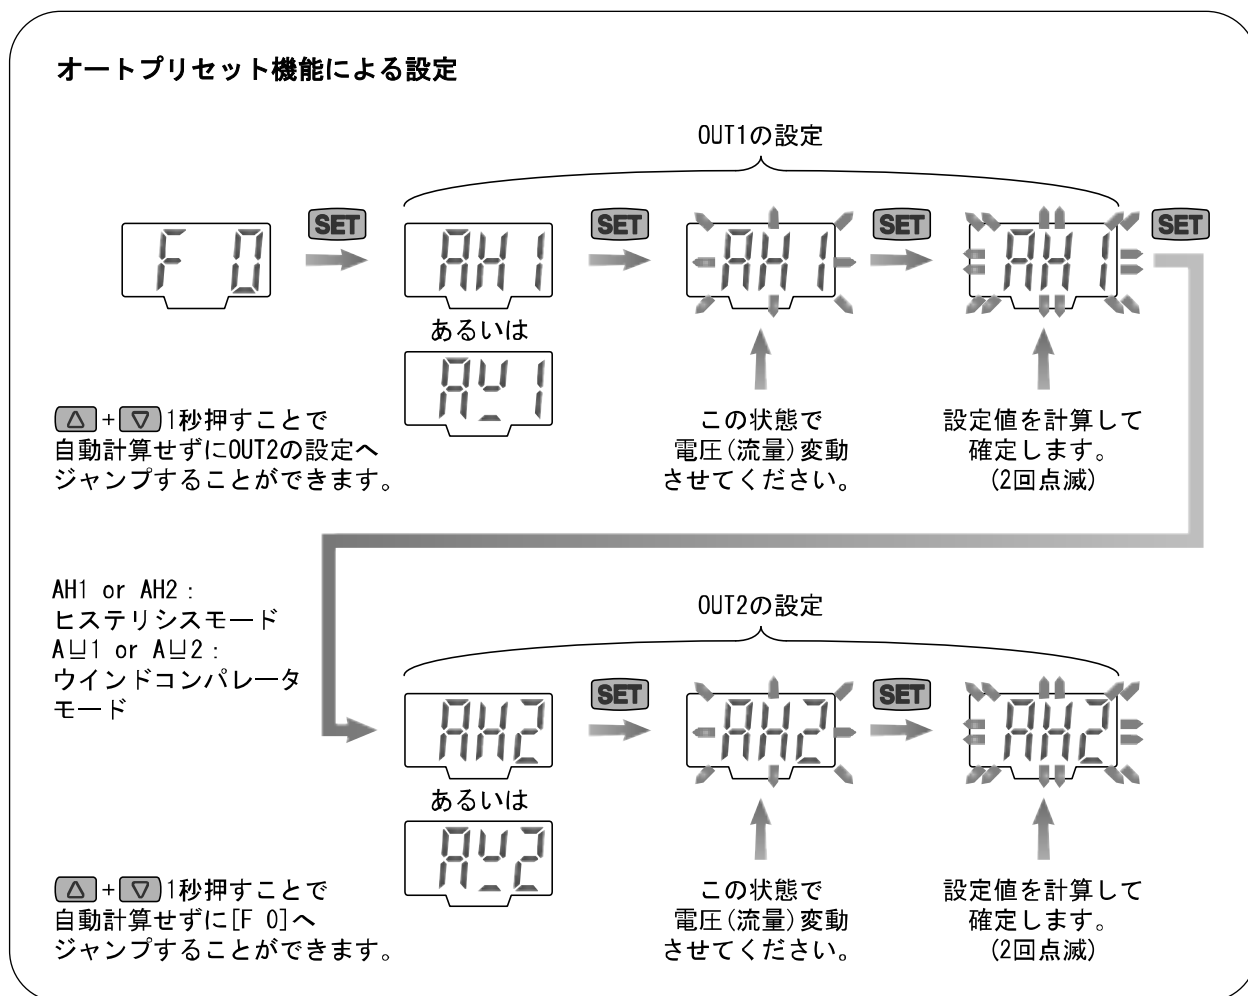 オートプリセット機能による設定
OUT1の設定
F 0
SET
AH1
SET
AH1
SET
AH1
SET
あるいは
A⊔1
△+▽1秒押すことで
自動計算せずにOUT2の設定へ
ジャンプすることができます。
この状態で
電圧(流量)変動
させてください。
設定値を計算して
確定します。
(2回点滅)
AH1 or AH2：
ヒステリシスモード
A⊔1 or A⊔2：
ウインドコンパレータ
モード
OUT2の設定
AH2
SET
AH2
SET
AH2
あるいは
A⊔2
△+▽1秒押すことで
自動計算せずに[F 0]へ
ジャンプすることができます。
この状態で
電圧(流量)変動
させてください。
設定値を計算して
確定します。
(2回点滅)